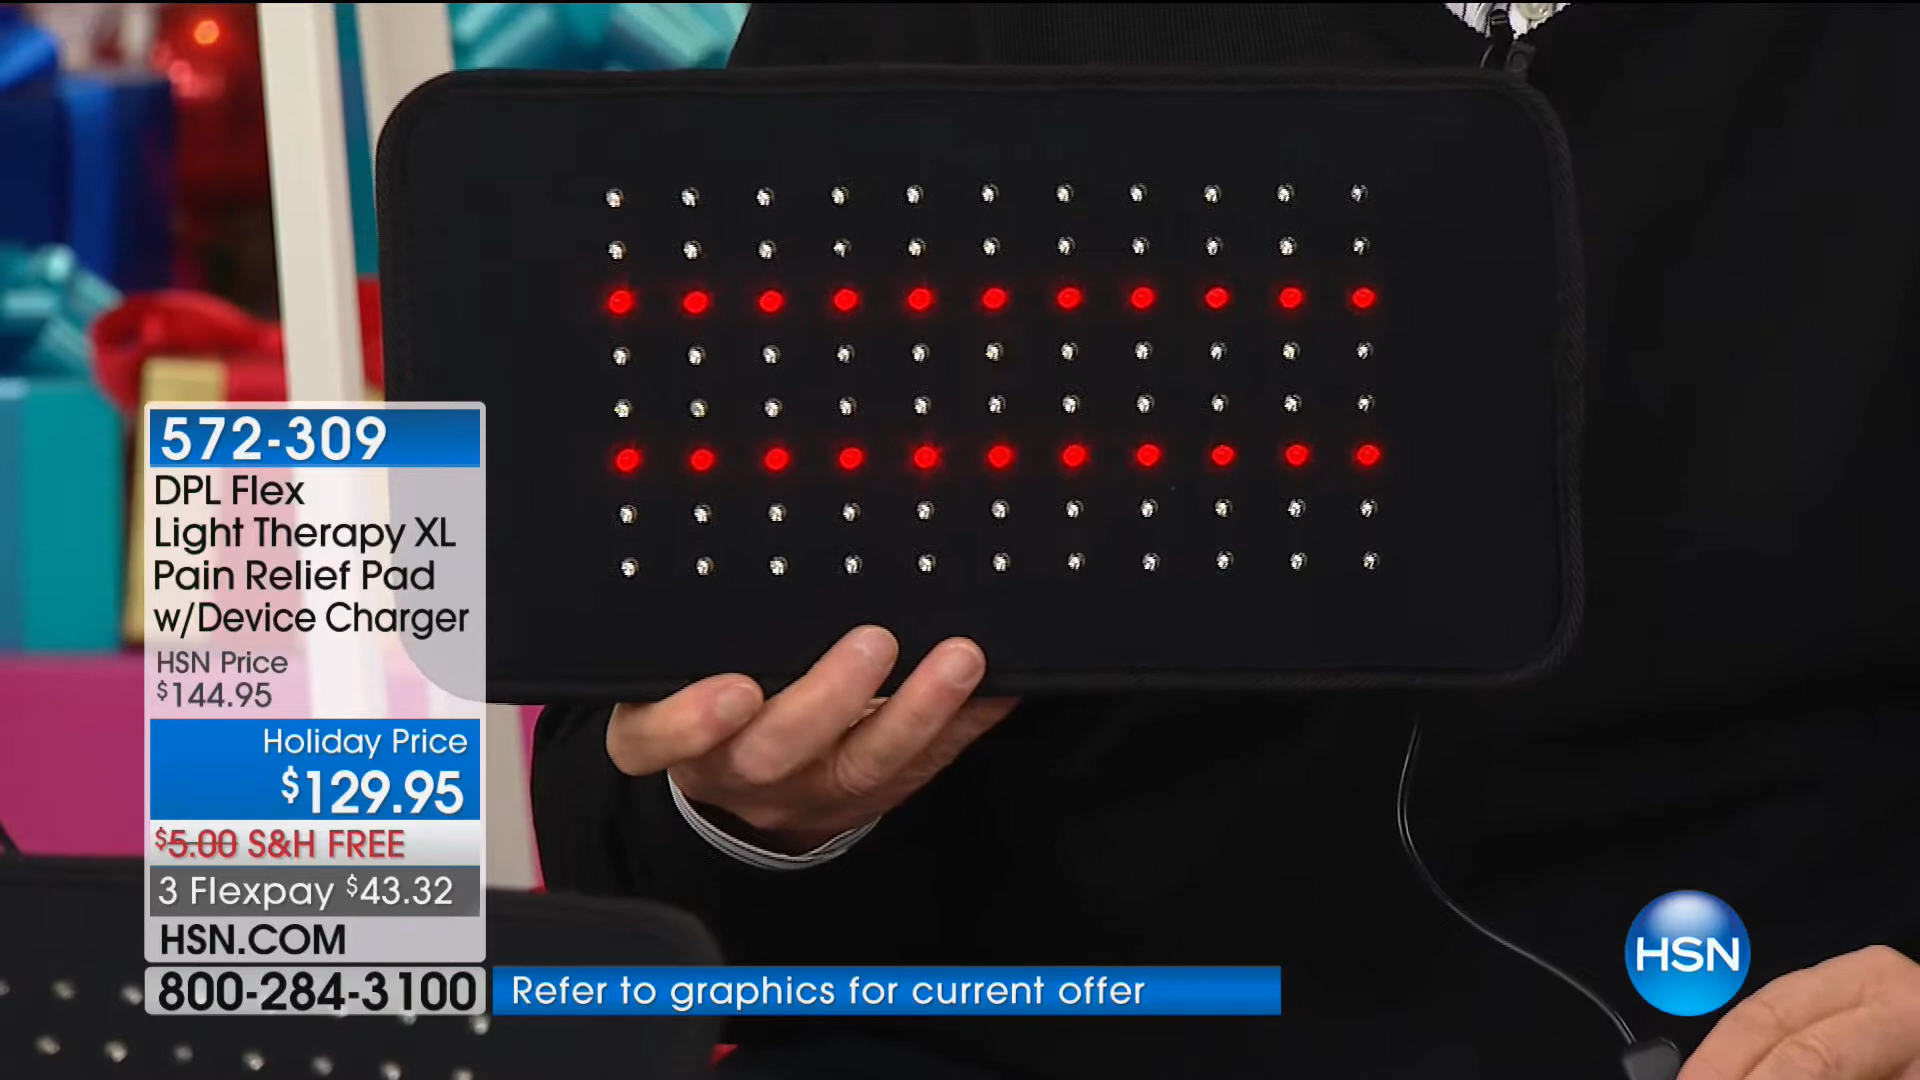 572-309
DPL Flex
Light Therapy XL
Pain Relief Pad
w/Device Charger
HSN Price
$144.95
Holiday Price
$129.95
$5.00 S&H FREE
3 Flexpay $43.32
HSN.COM
800-284-3100
Refer to graphics for current offer
HSN